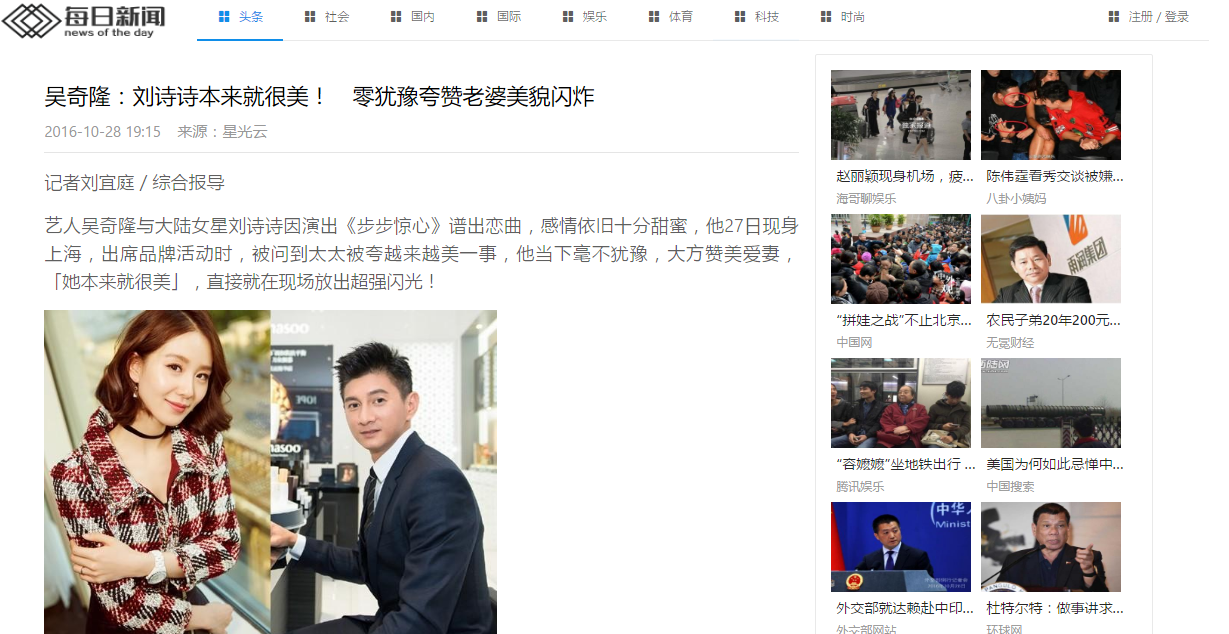 每日新闻
news of the day
头条
社会
国内
国际
娱乐
体育
科技
时尚
注册 / 登录
吴奇隆：刘诗诗本来就很美！ 零犹豫夸赞老婆美貌闪炸
2016-10-28 19:15 来源：星光云
记者刘宜庭 / 综合报导
艺人吴奇隆与大陆女星刘诗诗因演出《步步惊心》谱出恋曲，感情依旧十分甜蜜，他27日现身
上海，出席品牌活动时，被问到太太被夸越来越美一事，他当下毫不犹豫，大方赞美爱妻，
「她本来就很美」，直接就在现场放出超强闪光！
masoo
赵丽颖现身机场，疲...
海哥聊娱乐
陈伟霆看秀交谈被嫌...
八卦小姨妈
外观
“拼娃之战”不止北京...
中国网
集团
农民子弟20年200元...
无冕财经
“容嬷嬷”坐地铁出行 ...
腾讯娱乐
美国为何如此忌惮中...
中国搜索
中华人
Minist
外交部就达赖赴中印...
外交部网站
杜特尔特：做事讲求...
环球网